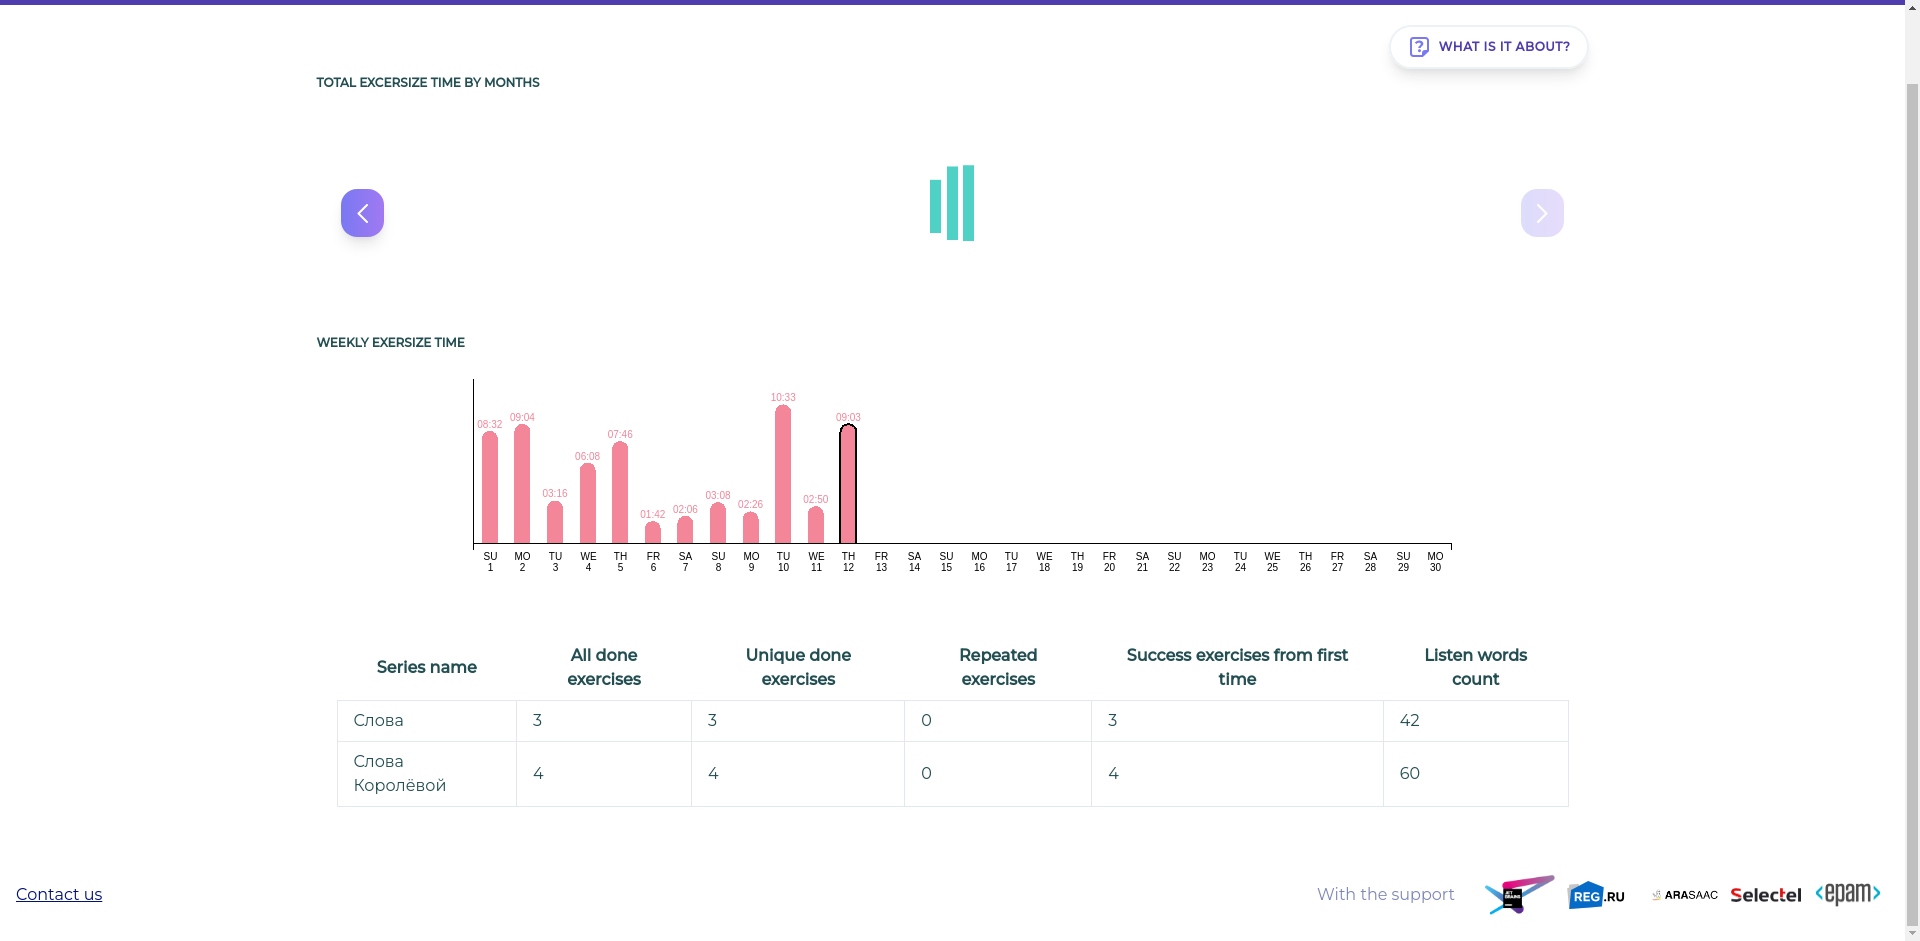 WHAT IS IT ABOUT?
TOTAL EXCERSIZE TIME BY MONTHS
WEEKLY EXERSIZE TIME
08:32 09:04 03:16 06:08 07:46 01:42 02:06 03:08 02:26 10:33 02:50 09:03
SU MO TU WE TH FR SA SU MO TU WE TH FR SA SU MO TU WE TH FR SA SU MO TU WE TH FR SA SU MO
1 2 3 4 5 6 7 8 9 10 11 12 13 14 15 16 17 18 19 20 21 22 23 24 25 26 27 28 29 30
Series name All done exercises Unique done exercises Repeated exercises Success exercises from first time Listen words count
Слова 3 3 0 3 42
Слова Королёвой 4 4 0 4 60
Contact us With the support REG.RU ARASAAC Selectel <epam>